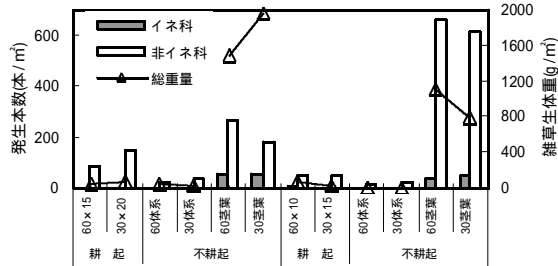 発生本数(本/㎡)
600
400
200
0
イネ科
非イネ科
総重量
2000
1600
1200
800
400
0
雑草生体重(g/㎡)
60×15
30×20
60体系
30体系
60茎葉
30茎葉
60×10
30×15
60体系
30体系
60茎葉
30茎葉
耕 起
不耕起
耕 起
不耕起